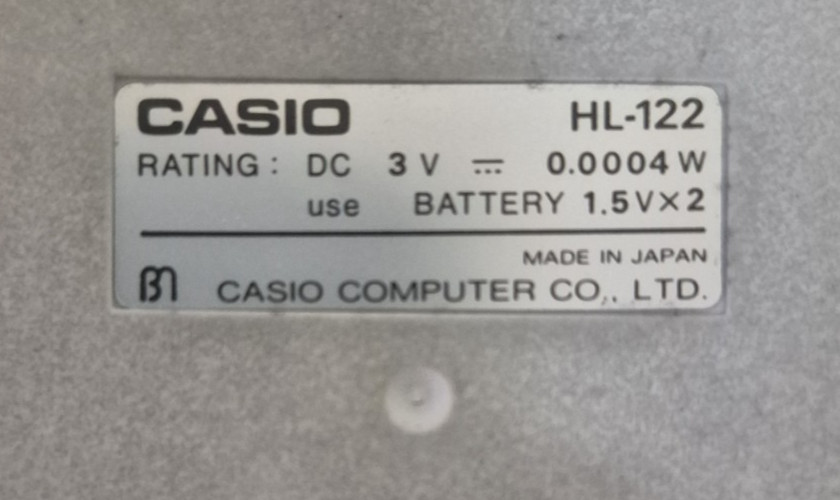 CASIO HL-122
RATING: DC 3 V ⎓ 0.0004 W
use BATTERY 1.5V×2
MADE IN JAPAN
CASIO COMPUTER CO., LTD.